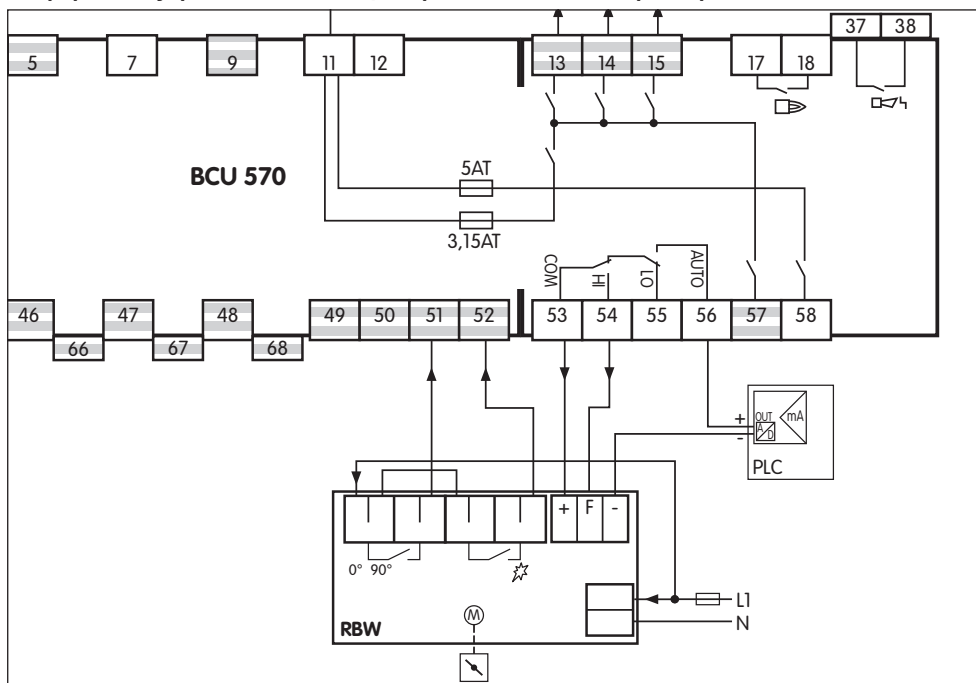 37 38
5 7 9 11 12 13 14 15 17 18
BCU 570
5AT
3,15AT
COM HI LO AUTO
46 47 48 49 50 51 52 53 54 55 56 57 58
66 67 68
+ OUT mA
- A/D
PLC
+ F -
0° 90°
L1
M
RBW
N